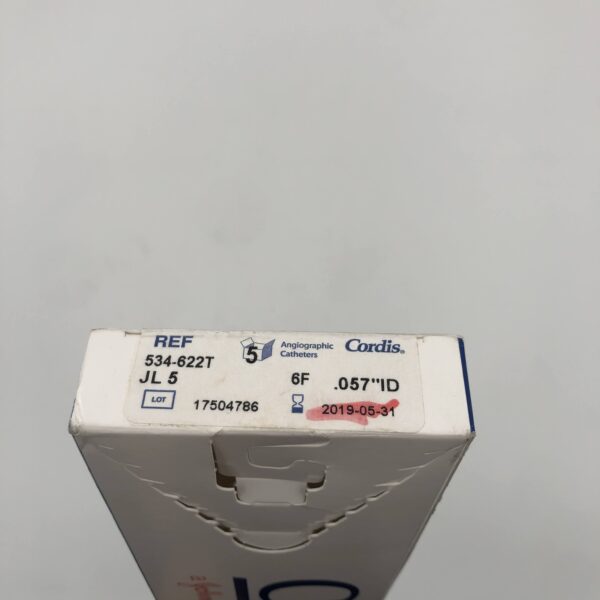 REF
534-622T
JL 5
5
Angiographic
Catheters
Cordis®
6F
.057"ID
LOT
17504786
2019-05-31